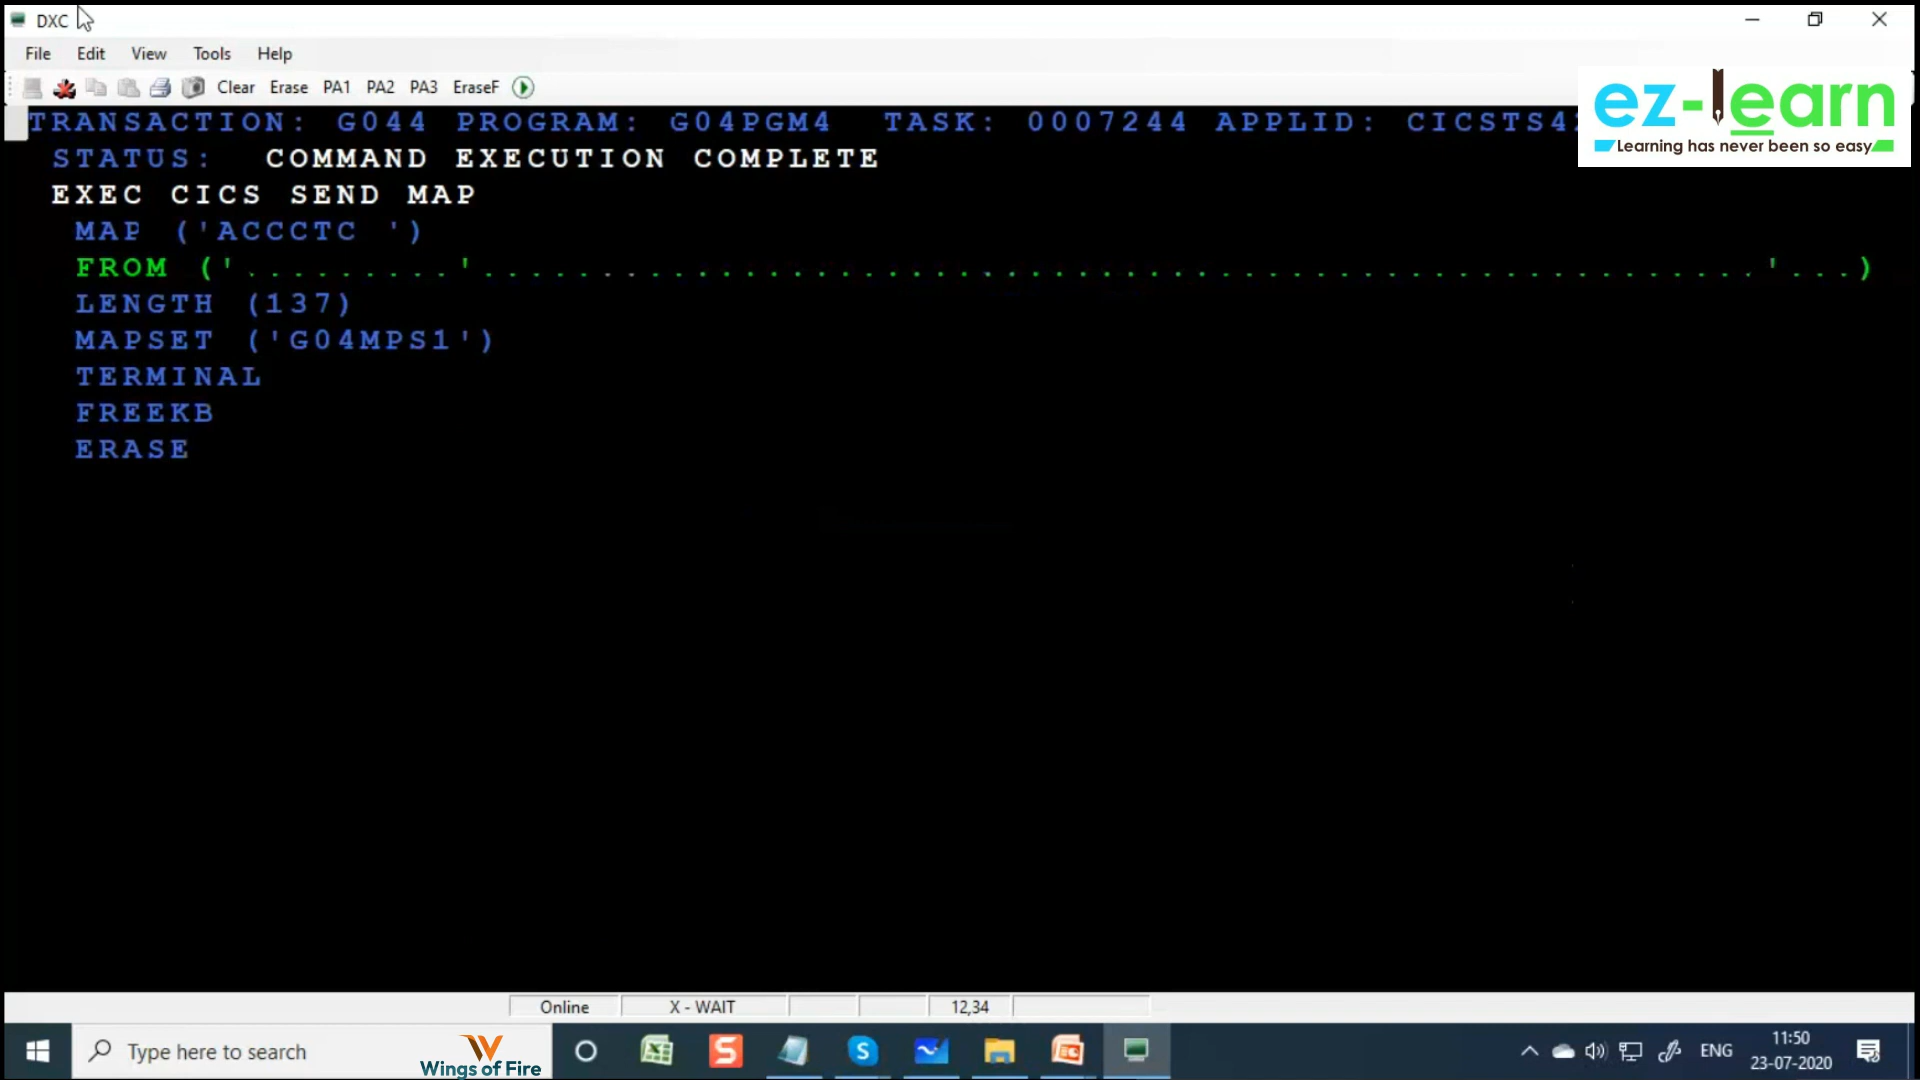 DXC
File Edit View Tools Help
Clear Erase PA1 PA2 PA3 EraseF
ez-learn
Learning has never been so easy
TRANSACTION: G044 PROGRAM: G04PGM4 TASK: 0007244 APPLID: CICSTS42
STATUS: COMMAND EXECUTION COMPLETE
EXEC CICS SEND MAP
MAP ('ACCCTC ')
FROM ('.........'......................................................'...)
LENGTH (137)
MAPSET ('G04MPS1')
TERMINAL
FREEKB
ERASE
Online X - WAIT 12,34
Type here to search
Wings of Fire
ENG
11:50
23-07-2020